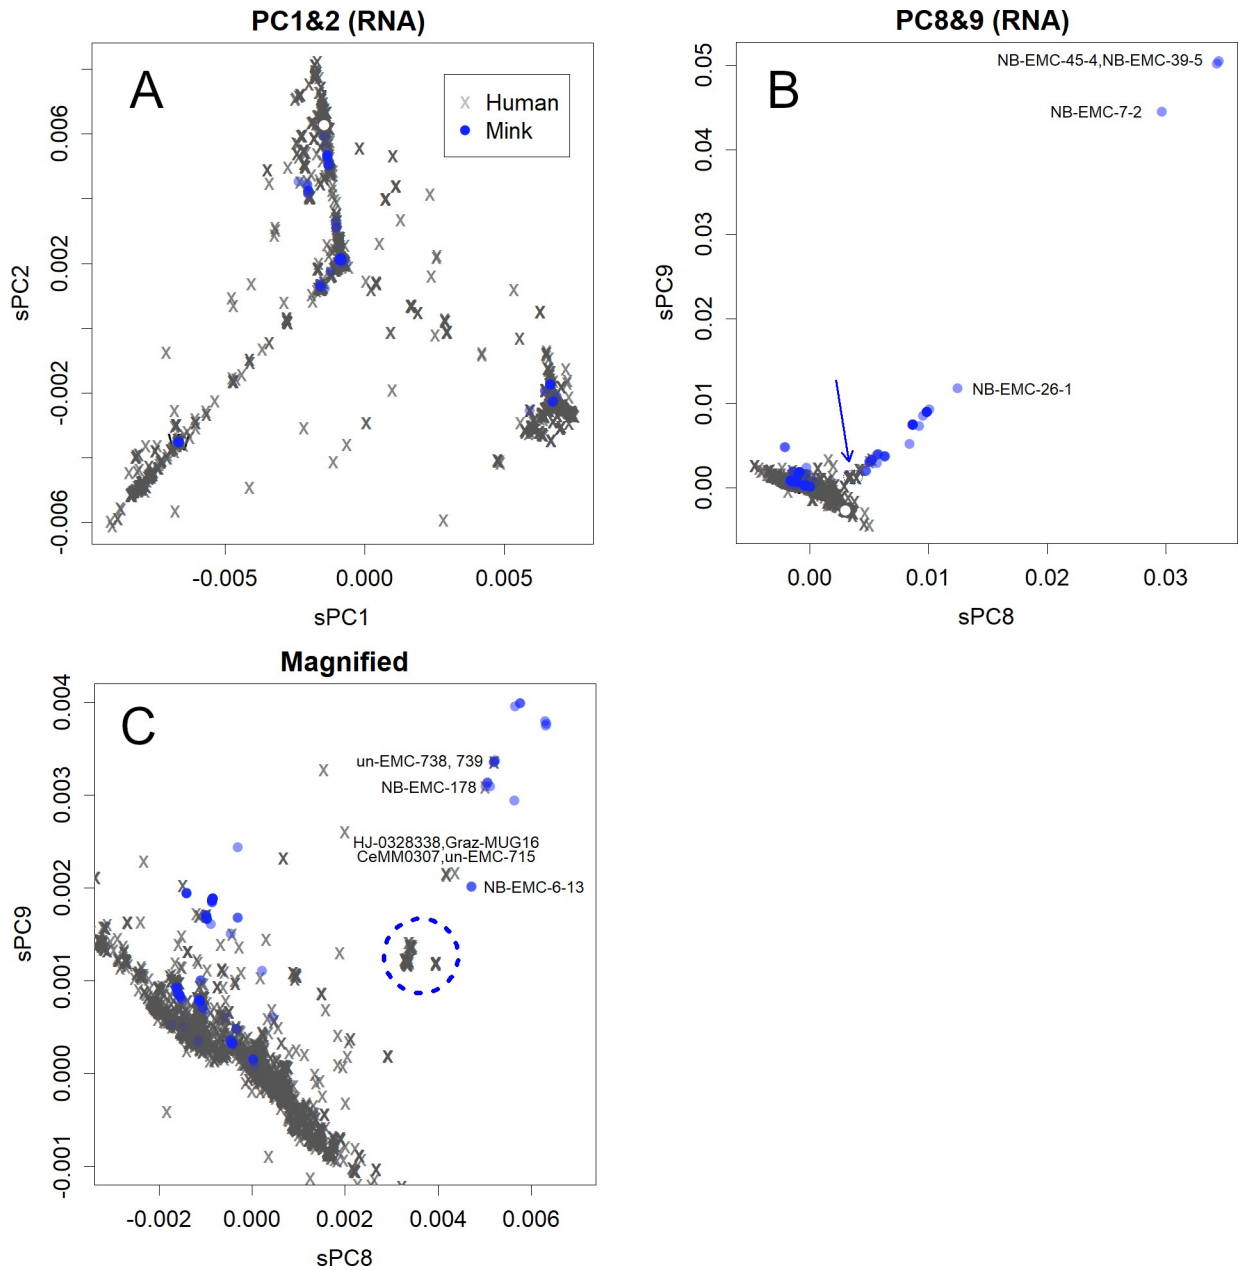 PC1&2 (RNA)
A
X Human
Mink
0.006
0.002
-0.002
-0.006
sPC2
-0.005
0.000
0.005
sPC1
PC8&9 (RNA)
B
NB-EMC-45-4,NB-EMC-39-5
NB-EMC-7-2
NB-EMC-26-1
0.05
0.04
0.03
0.02
0.01
0.00
sPC9
0.00
0.01
0.02
0.03
sPC8
Magnified
C
un-EMC-738, 739
NB-EMC-178
HJ-0328338,Graz-MUG16
CeMM0307,un-EMC-715
NB-EMC-6-13
0.004
0.003
0.002
0.001
0.000
-0.001
sPC9
-0.002
0.000
0.002
0.004
0.006
sPC8